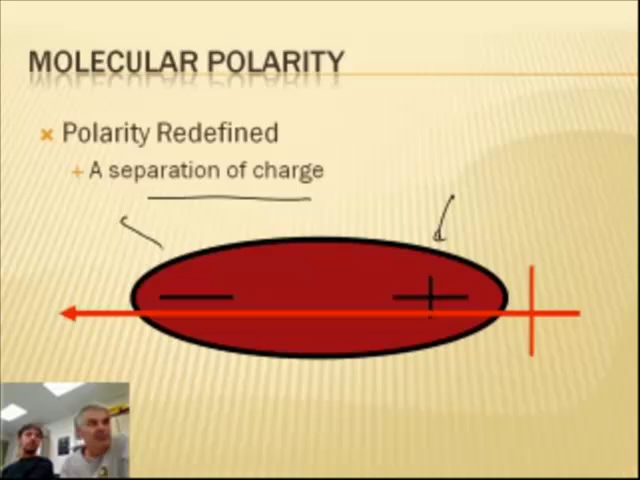 MOLECULAR POLARITY
Polarity Redefined
+ A separation of charge
− +